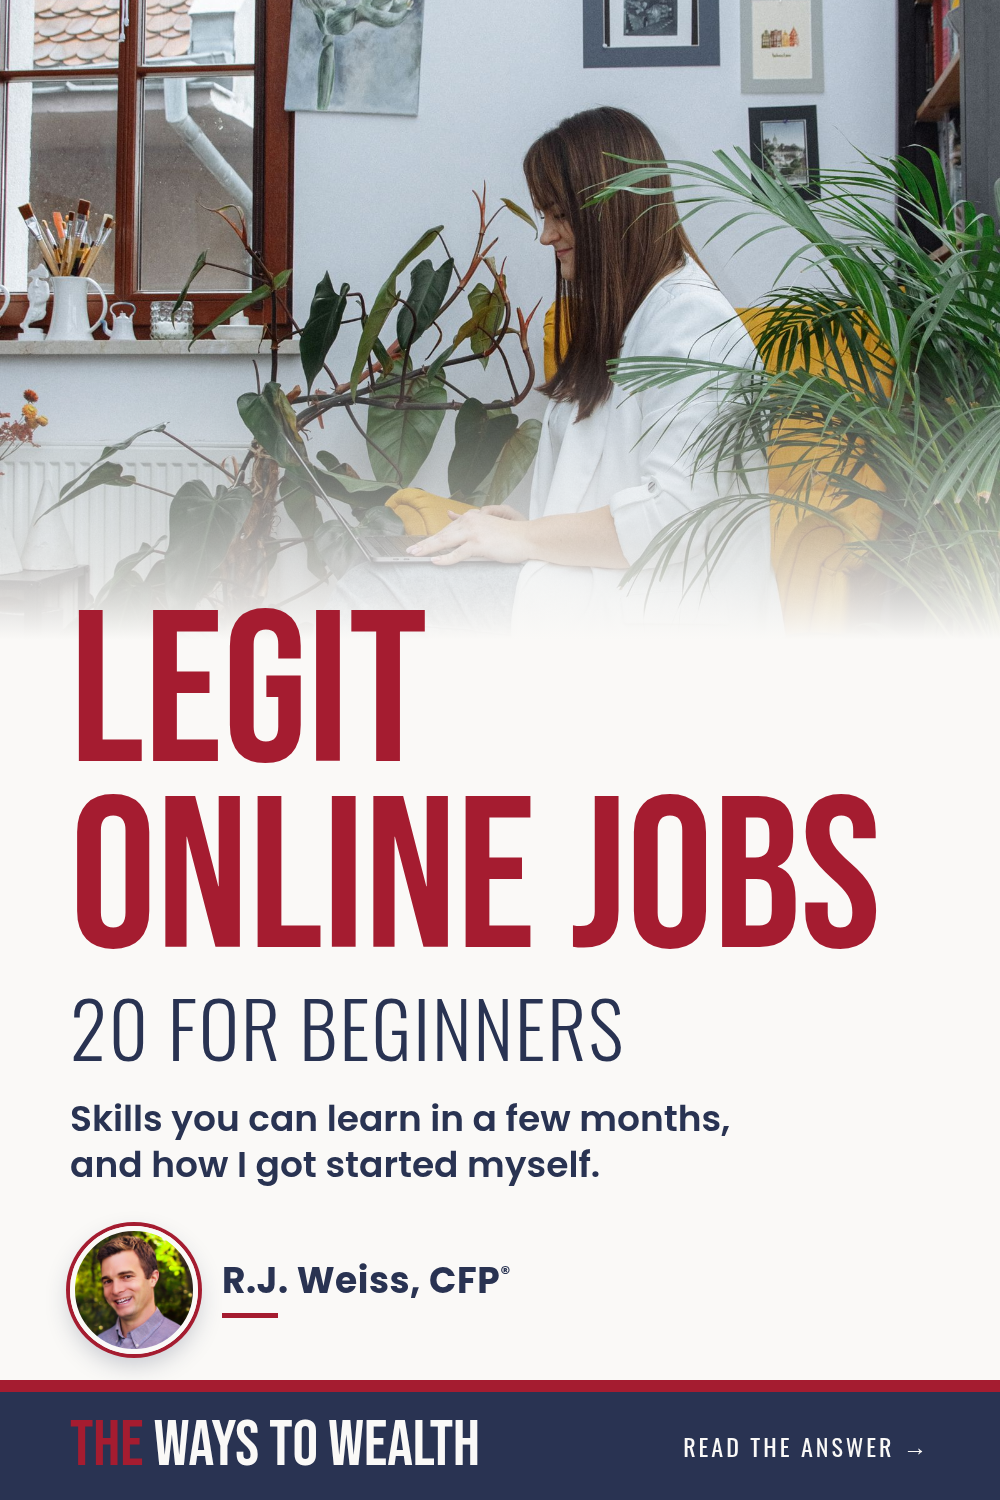 LEGIT
ONLINE JOBS
20 FOR BEGINNERS
Skills you can learn in a few months,
and how I got started myself.
R.J. Weiss, CFP®
THE WAYS TO WEALTH
READ THE ANSWER →